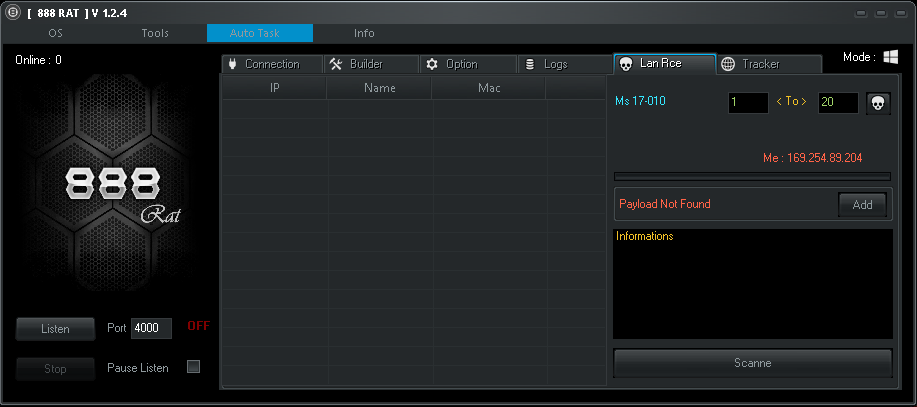 [ 888 RAT ] V 1.2.4
OS Tools Auto Task Info
Online : 0
Connection Builder Option Logs Lan Rce Tracker Mode :
IP Name Mac
Ms 17-010 1 < To > 20
Me : 169.254.89.204
888
Rat
Payload Not Found Add
Informations
Listen Port 4000 OFF
Stop Pause Listen
Scanne